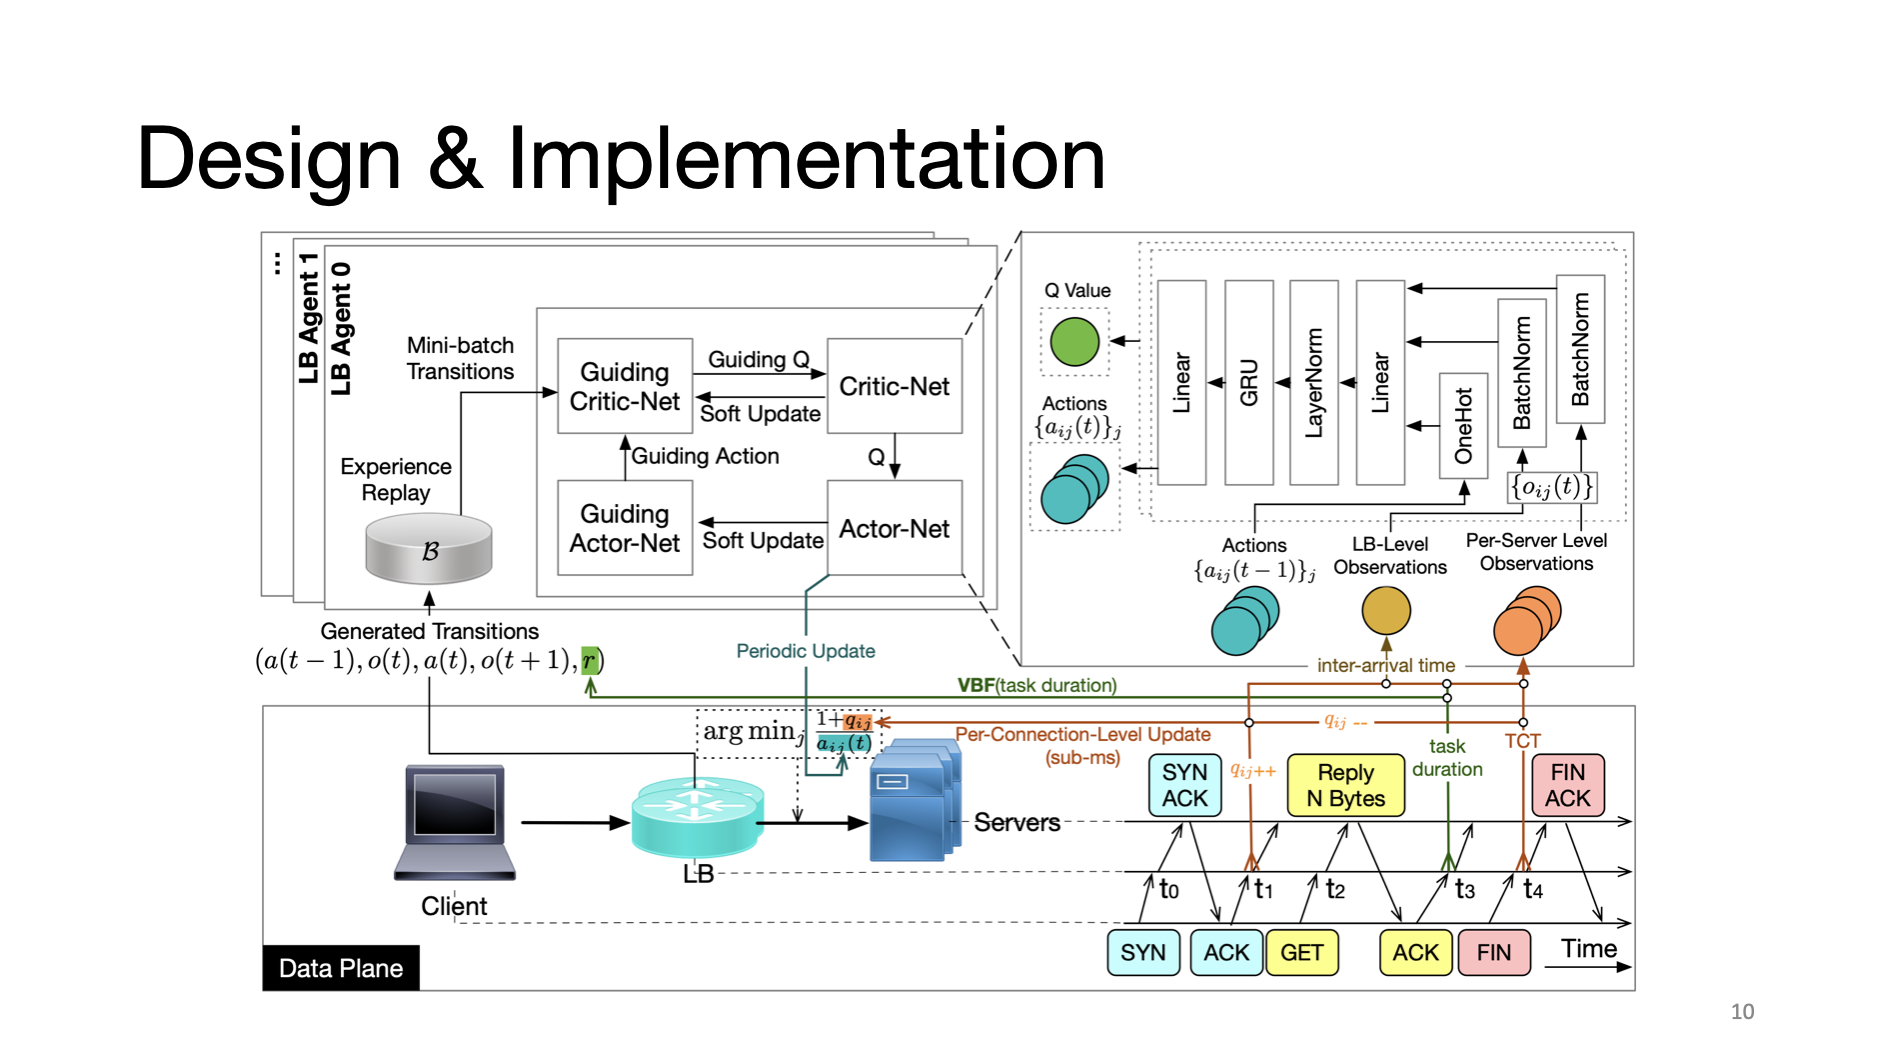 Design & Implementation
...
LB Agent 1
LB Agent 0
Mini-batch
Transitions
Experience
Replay
B
Guiding
Critic-Net
Guiding Q
Soft Update
Critic-Net
Guiding Action
Q
Guiding
Actor-Net
Soft Update
Actor-Net
Q Value
Actions
{a_{ij}(t)}_j
Linear
GRU
LayerNorm
Linear
OneHot
BatchNorm
BatchNorm
{o_{ij}(t)}
Actions
{a_{ij}(t − 1)}_j
LB-Level
Observations
Per-Server Level
Observations
Generated Transitions
(a(t − 1), o(t), a(t), o(t + 1), r)
Periodic Update
inter-arrival time
VBF(task duration)
arg min_j (1+q_{ij})/(a_{ij}(t))
Per-Connection-Level Update
(sub-ms)
q_{ij} --
TCT
task
duration
q_{ij}++
SYN
ACK
Reply
N Bytes
FIN
ACK
Servers
LB
Client
t0
t1
t2
t3
t4
SYN
ACK
GET
ACK
FIN
Time
Data Plane
10